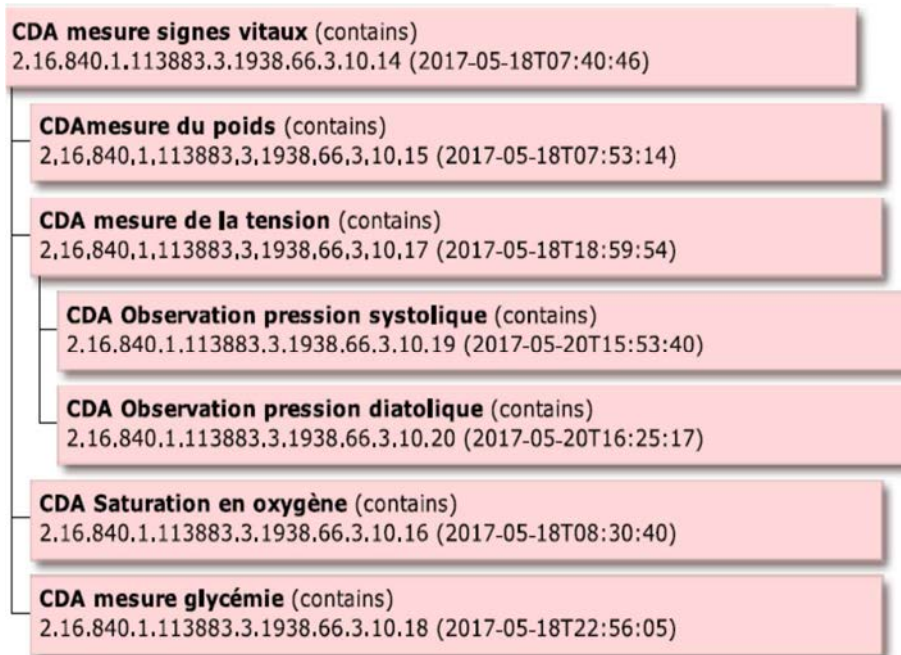 CDA mesure signes vitaux (contains)
2.16.840.1.113883.3.1938.66.3.10.14 (2017-05-18T07:40:46)
CDAmesure du poids (contains)
2.16.840.1.113883.3.1938.66.3.10.15 (2017-05-18T07:53:14)
CDA mesure de la tension (contains)
2.16.840.1.113883.3.1938.66.3.10.17 (2017-05-18T18:59:54)
CDA Observation pression systolique (contains)
2.16.840.1.113883.3.1938.66.3.10.19 (2017-05-20T15:53:40)
CDA Observation pression diatolique (contains)
2.16.840.1.113883.3.1938.66.3.10.20 (2017-05-20T16:25:17)
CDA Saturation en oxygène (contains)
2.16.840.1.113883.3.1938.66.3.10.16 (2017-05-18T08:30:40)
CDA mesure glycémie (contains)
2.16.840.1.113883.3.1938.66.3.10.18 (2017-05-18T22:56:05)